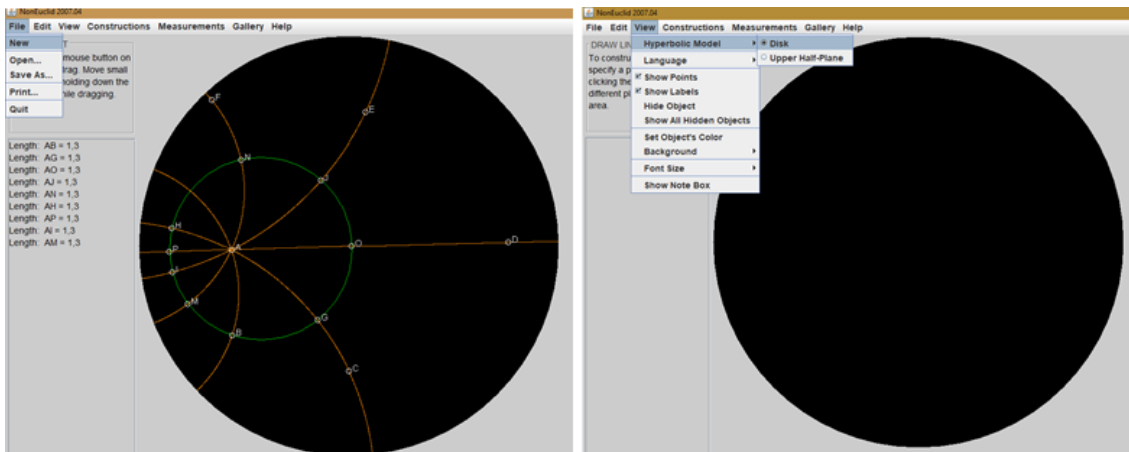 NonEuclid 2007.04
File Edit View Constructions Measurements Gallery Help
New
Open...
Save As...
Print...
Quit
T
mouse button on
drag. Move small
holding down the
while dragging.
Length: AB = 1,3
Length: AG = 1,3
Length: AO = 1,3
Length: AJ = 1,3
Length: AN = 1,3
Length: AH = 1,3
Length: AP = 1,3
Length: AI = 1,3
Length: AM = 1,3
F
E
N
J
H
A
O
D
P
I
M
B
G
C
NonEuclid 2007.04
File Edit View Constructions Measurements Gallery Help
DRAW LIN
To constru
specify a p
clicking the
different pl
area.
Hyperbolic Model
Language
Show Points
Show Labels
Hide Object
Show All Hidden Objects
Set Object's Color
Background
Font Size
Show Note Box
Disk
Upper Half-Plane